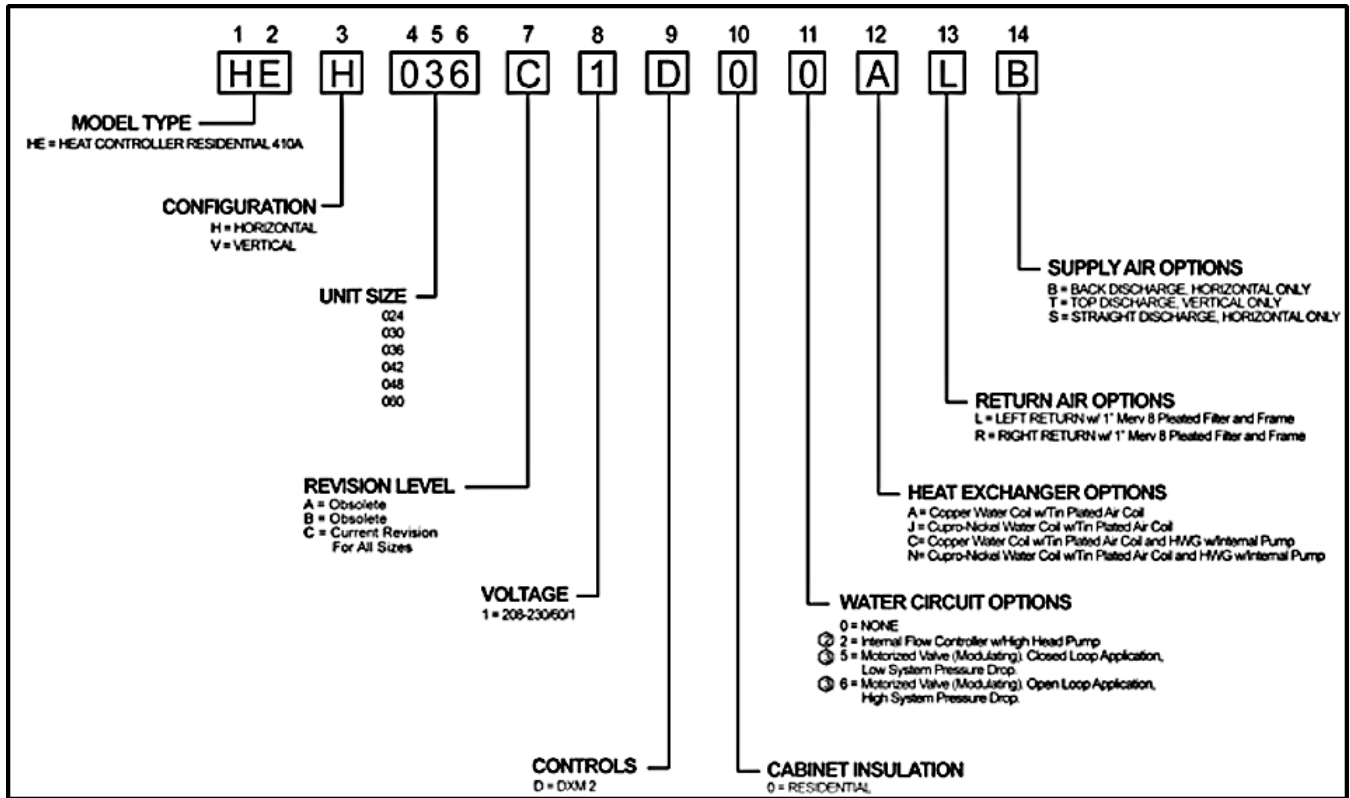 1 2 3 4 5 6 7 8 9 10 11 12 13 14
HE H 036 C 1 D 0 0 A L B
MODEL TYPE
HE = HEAT CONTROLLER RESIDENTIAL 410A
CONFIGURATION
H = HORIZONTAL
V = VERTICAL
UNIT SIZE
024
030
036
042
048
060
REVISION LEVEL
A = Obsolete
B = Obsolete
C = Current Revision
For All Sizes
VOLTAGE
1 = 208-230/60/1
CONTROLS
D = DXM 2
SUPPLY AIR OPTIONS
B = BACK DISCHARGE, HORIZONTAL ONLY
T = TOP DISCHARGE, VERTICAL ONLY
S = STRAIGHT DISCHARGE, HORIZONTAL ONLY
RETURN AIR OPTIONS
L = LEFT RETURN w/ 1" Merv 8 Pleated Filter and Frame
R = RIGHT RETURN w/ 1" Merv 8 Pleated Filter and Frame
HEAT EXCHANGER OPTIONS
A = Copper Water Coil w/Tin Plated Air Coil
J = Cupro-Nickel Water Coil w/Tin Plated Air Coil
C= Copper Water Coil w/Tin Plated Air Coil and HWG w/Internal Pump
N= Cupro-Nickel Water Coil w/Tin Plated Air Coil and HWG w/Internal Pump
WATER CIRCUIT OPTIONS
0 = NONE
② 2 = Internal Flow Controller w/High Head Pump
③ 5 = Motorized Valve (Modulating). Closed Loop Application,
Low System Pressure Drop.
③ 6 = Motorized Valve (Modulating). Open Loop Application,
High System Pressure Drop.
CABINET INSULATION
0 = RESIDENTIAL